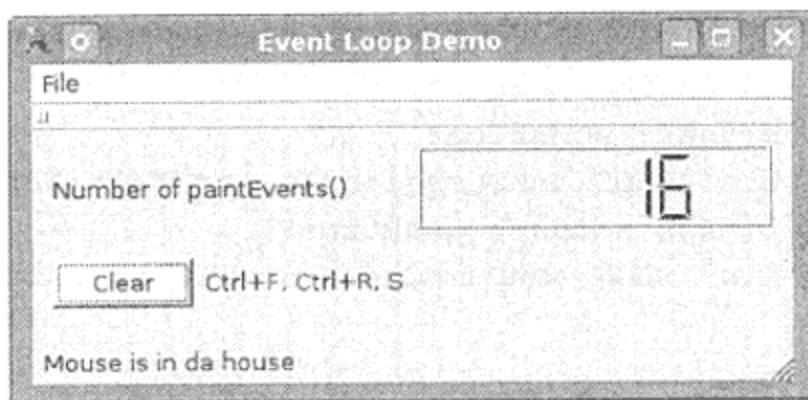 Event Loop Demo
File
Number of paintEvents()
16
Clear
Ctrl+F, Ctrl+R, S
Mouse is in da house